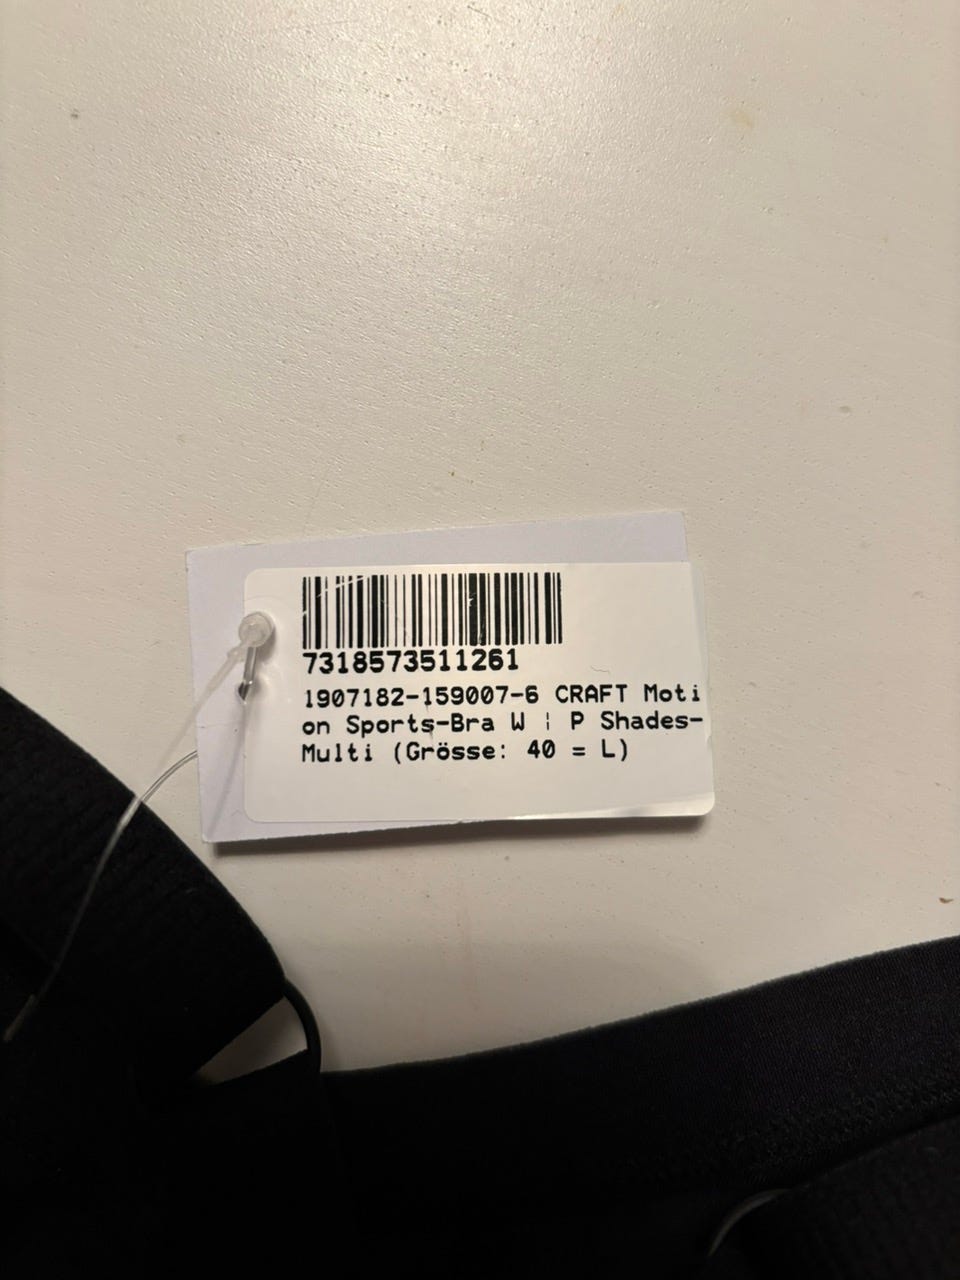 7318573511261
1907182-159007-6 CRAFT Moti
on Sports-Bra W ¦ P Shades-
Multi (Grösse: 40 = L)